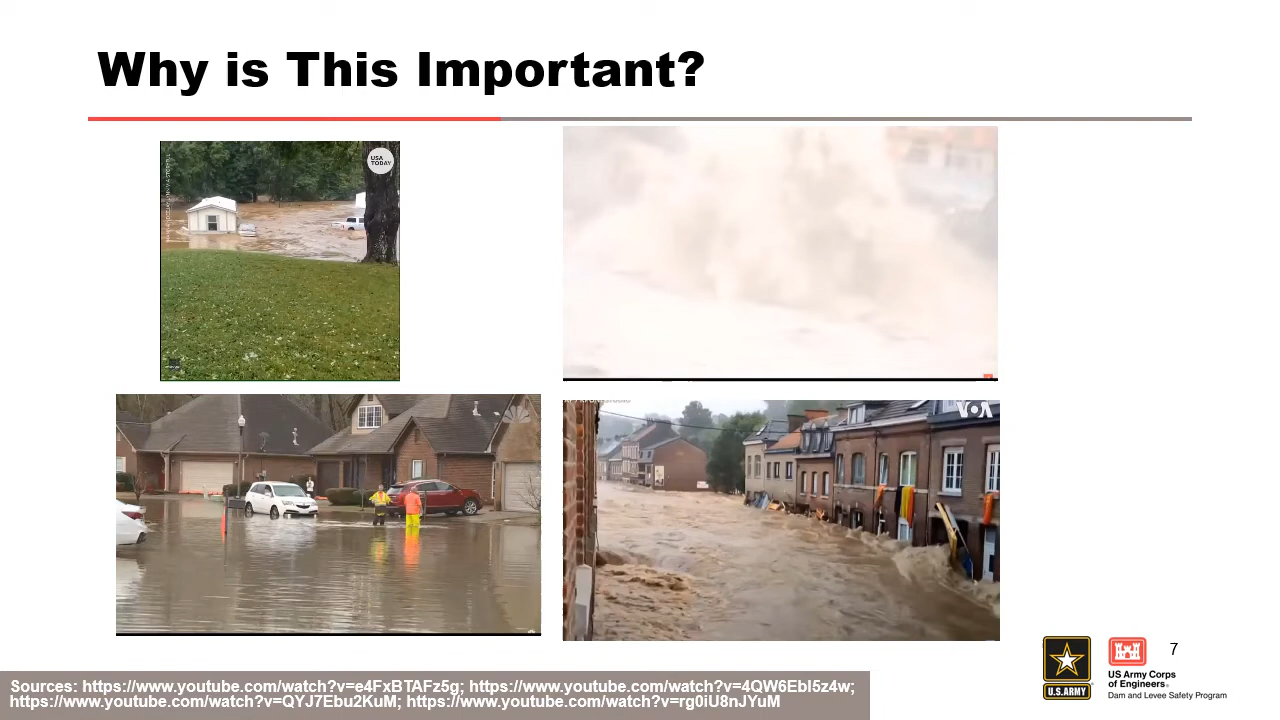 Why is This Important?
USA
TODAY
VOA
7
U.S.ARMY
US Army Corps
of Engineers®
Dam and Levee Safety Program
Sources: https://www.youtube.com/watch?v=e4FxBTAFz5g; https://www.youtube.com/watch?v=4QW6EbI5z4w;
https://www.youtube.com/watch?v=QYJ7Ebu2KuM; https://www.youtube.com/watch?v=rg0iU8nJYuM